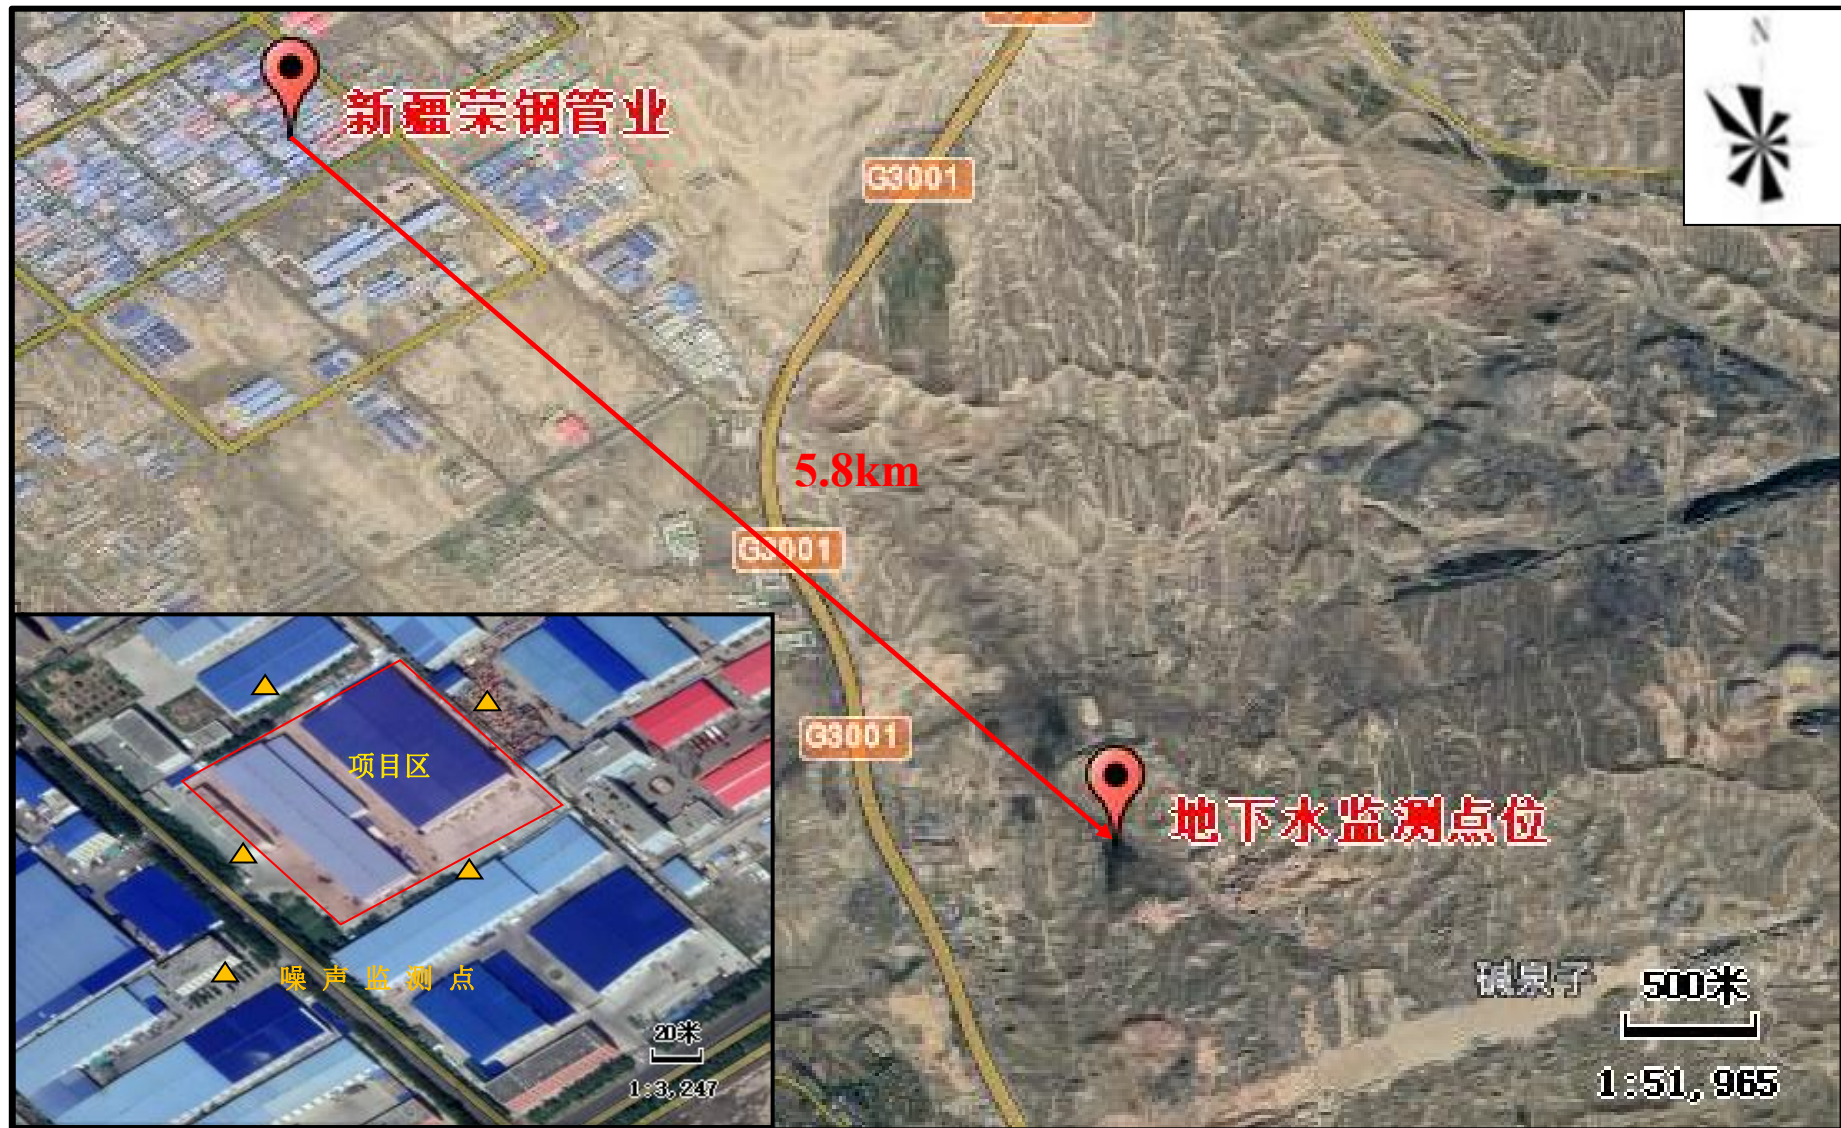 N
新疆荣钢管业
G3001
5.8km
G3001
G3001
地下水监测点位
碱泉子
500米
1:51,965
项目区
噪声监测点
20米
1:3,247